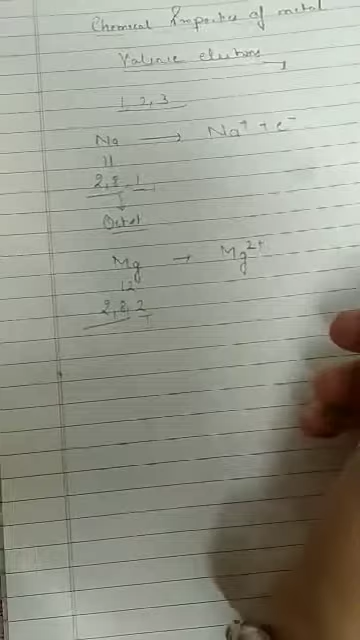 Chemical Properties of metal
Valence electrons →
1, 2, 3
Na → Na⁺ + e⁻
11
2, 8, 1
Octet
Mg → Mg²⁺
12
2, 8, 2